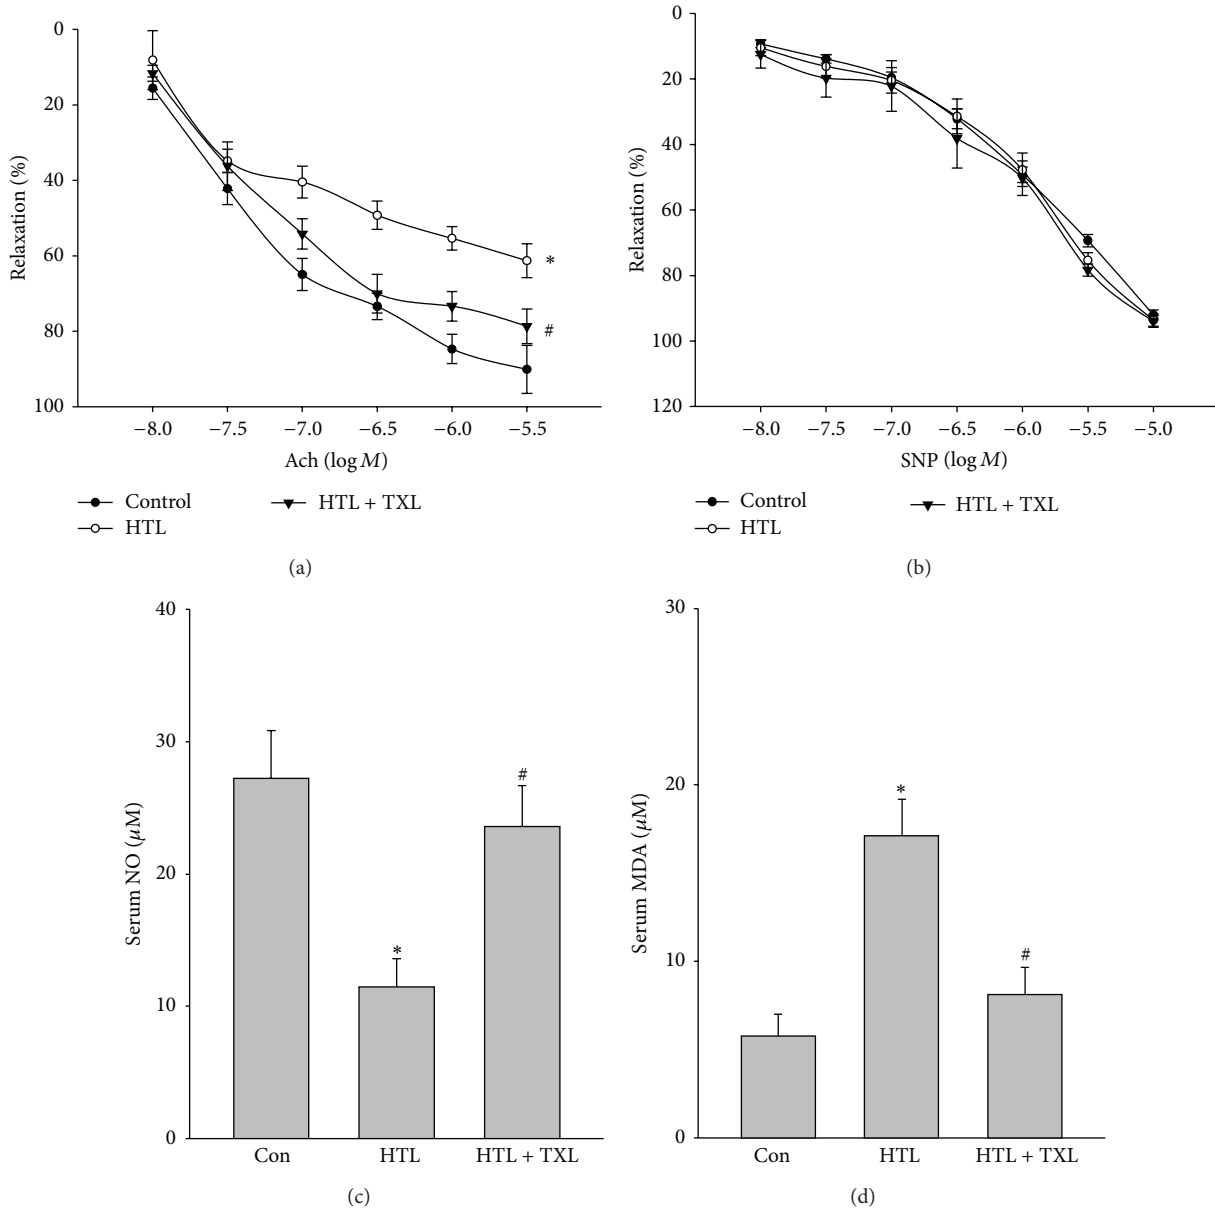 0
20
40
60
80
100
Relaxation (%)
−8.0 −7.5 −7.0 −6.5 −6.0 −5.5
Ach (log M)
*
#
Control
HTL
HTL + TXL
(a)
0
20
40
60
80
100
120
Relaxation (%)
−8.0 −7.5 −7.0 −6.5 −6.0 −5.5 −5.0
SNP (log M)
Control
HTL
HTL + TXL
(b)
40
30
20
10
0
Serum NO (μM)
*
#
Con HTL HTL + TXL
(c)
30
20
10
0
Serum MDA (μM)
*
#
Con HTL HTL + TXL
(d)